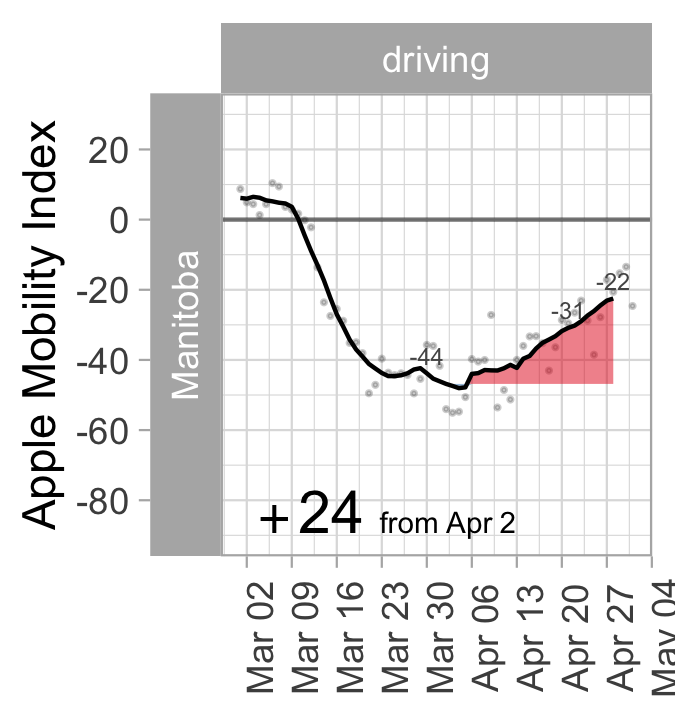 driving
Apple Mobility Index
Manitoba
20
0
-20
-40
-60
-80
-44
-31
-22
+24 from Apr 2
Mar 02
Mar 09
Mar 16
Mar 23
Mar 30
Apr 06
Apr 13
Apr 20
Apr 27
May 04